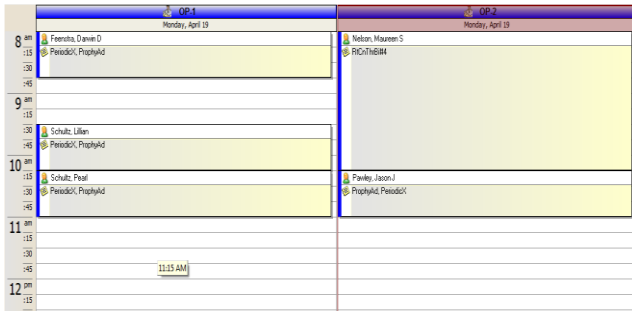 OP-1
OP-2
Monday, April 19
Monday, April 19
8 am
Feenstra, Darwin D
Nelson, Maureen S
:15
PeriodicX, ProphyAd
RtCnThrBi#4
:30
:45
9 am
:15
:30
Schultz, Lillian
:45
PeriodicX, ProphyAd
10 am
:15
Schultz, Pearl
Pawley, Jason J
:30
PeriodicX, ProphyAd
ProphyAd, PeriodicX
:45
11 am
:15
:30
:45
11:15 AM
12 pm
:15